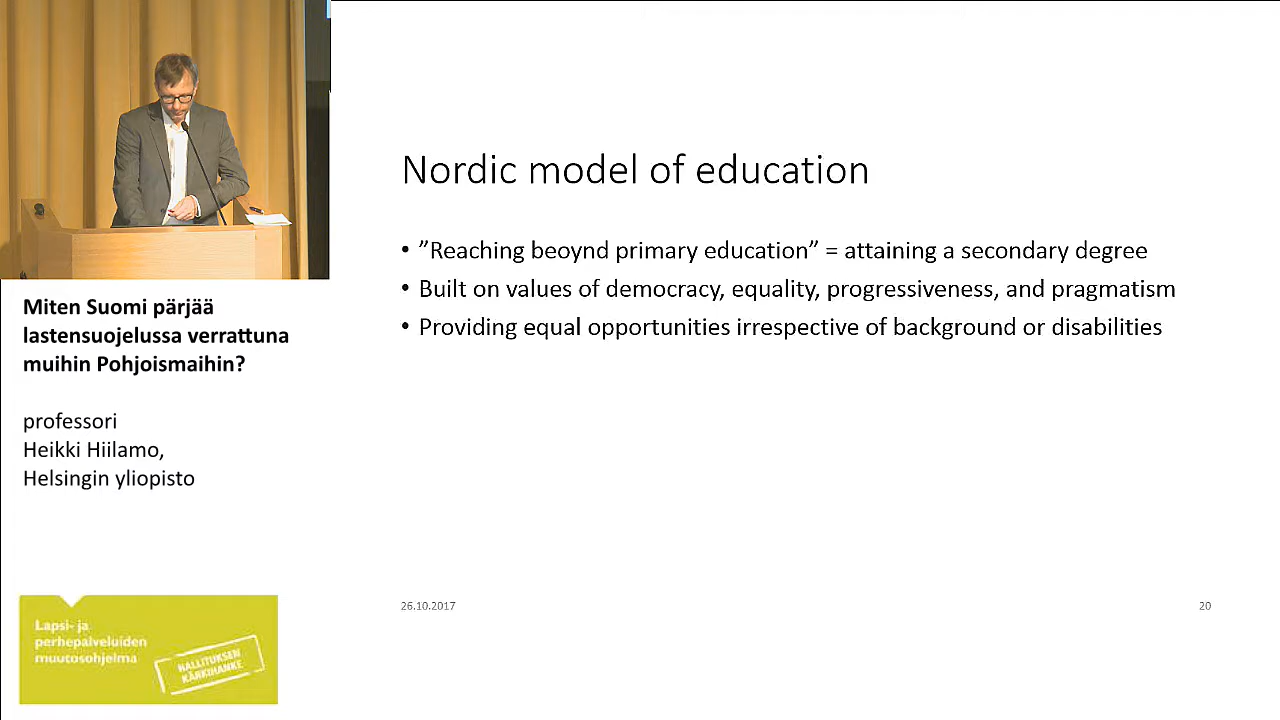 Nordic model of education
• ”Reaching beoynd primary education” = attaining a secondary degree
• Built on values of democracy, equality, progressiveness, and pragmatism
• Providing equal opportunities irrespective of background or disabilities
26.10.2017
20
Miten Suomi pärjää
lastensuojelussa verrattuna
muihin Pohjoismaihin?
professori
Heikki Hiilamo,
Helsingin yliopisto
Lapsi- ja
perhepalveluiden
muutosohjelma
HALLITUKSEN
KÄRKIHANKE